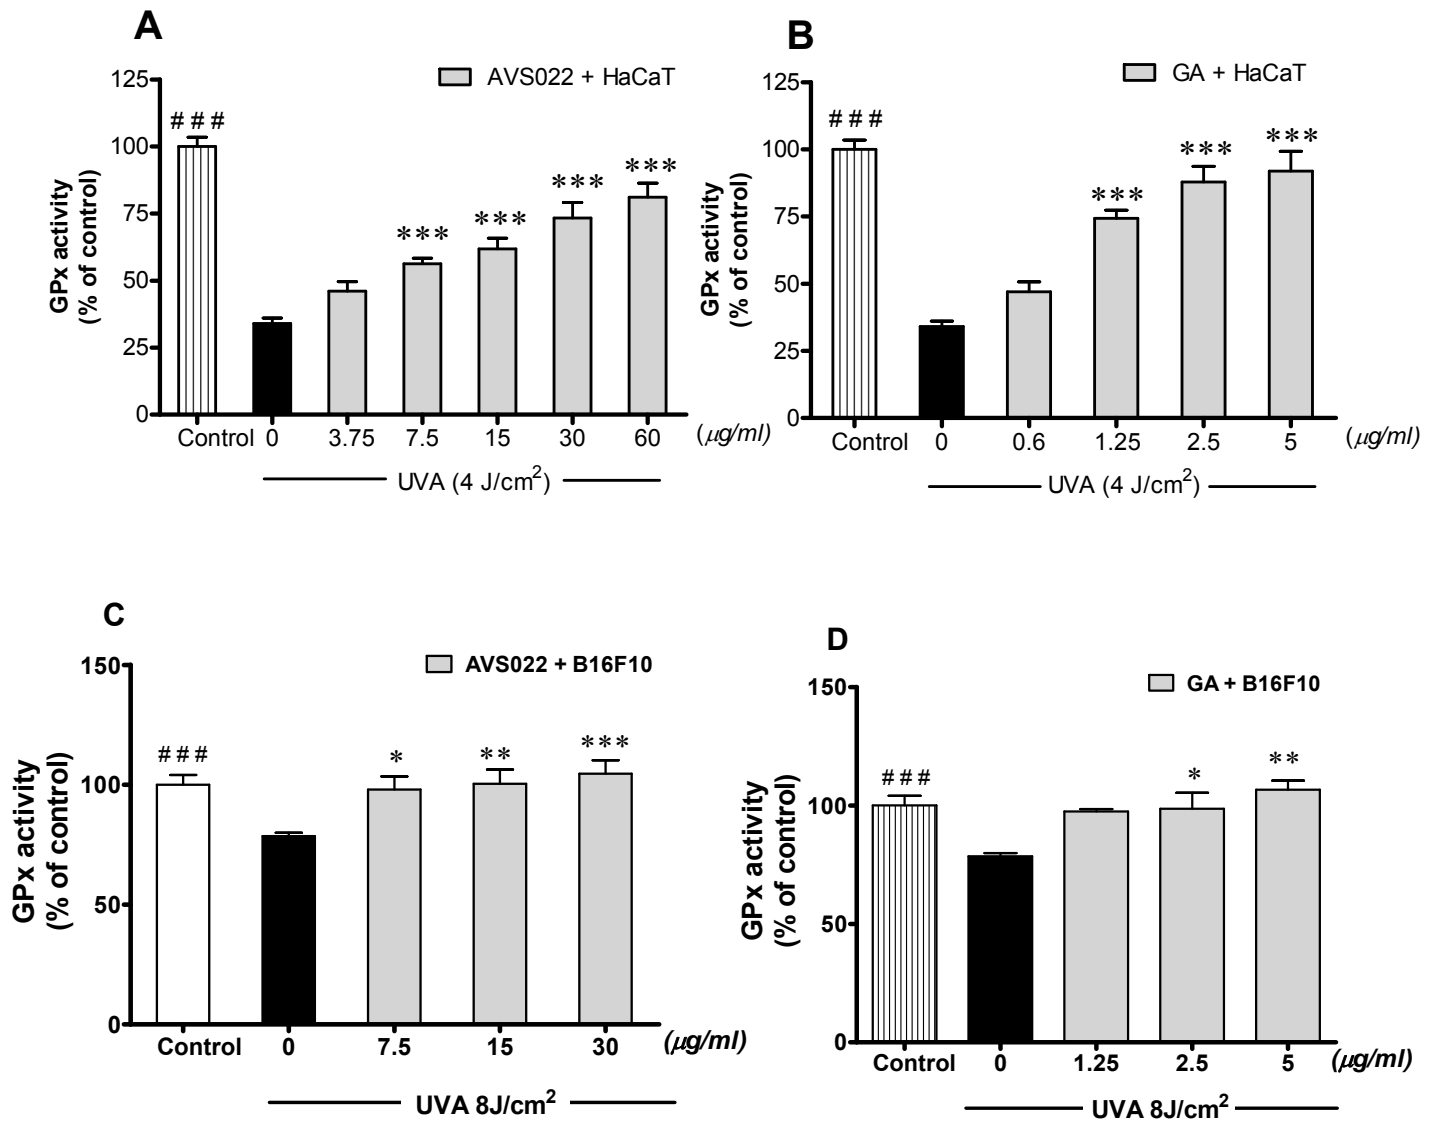 A
AVS022 + HaCaT
GPx activity
(% of control)
125
100
75
50
25
0
###
***
***
***
***
Control 0 3.75 7.5 15 30 60 (μg/ml)
UVA (4 J/cm²)
B
GA + HaCaT
GPx activity
(% of control)
125
100
75
50
25
0
###
***
***
***
Control 0 0.6 1.25 2.5 5 (μg/ml)
UVA (4 J/cm²)
C
AVS022 + B16F10
GPx activity
(% of control)
150
100
50
0
###
*
**
***
Control 0 7.5 15 30 (μg/ml)
UVA 8J/cm²
D
GA + B16F10
GPx activity
(% of control)
150
100
50
0
###
*
**
Control 0 1.25 2.5 5 (μg/ml)
UVA 8J/cm²